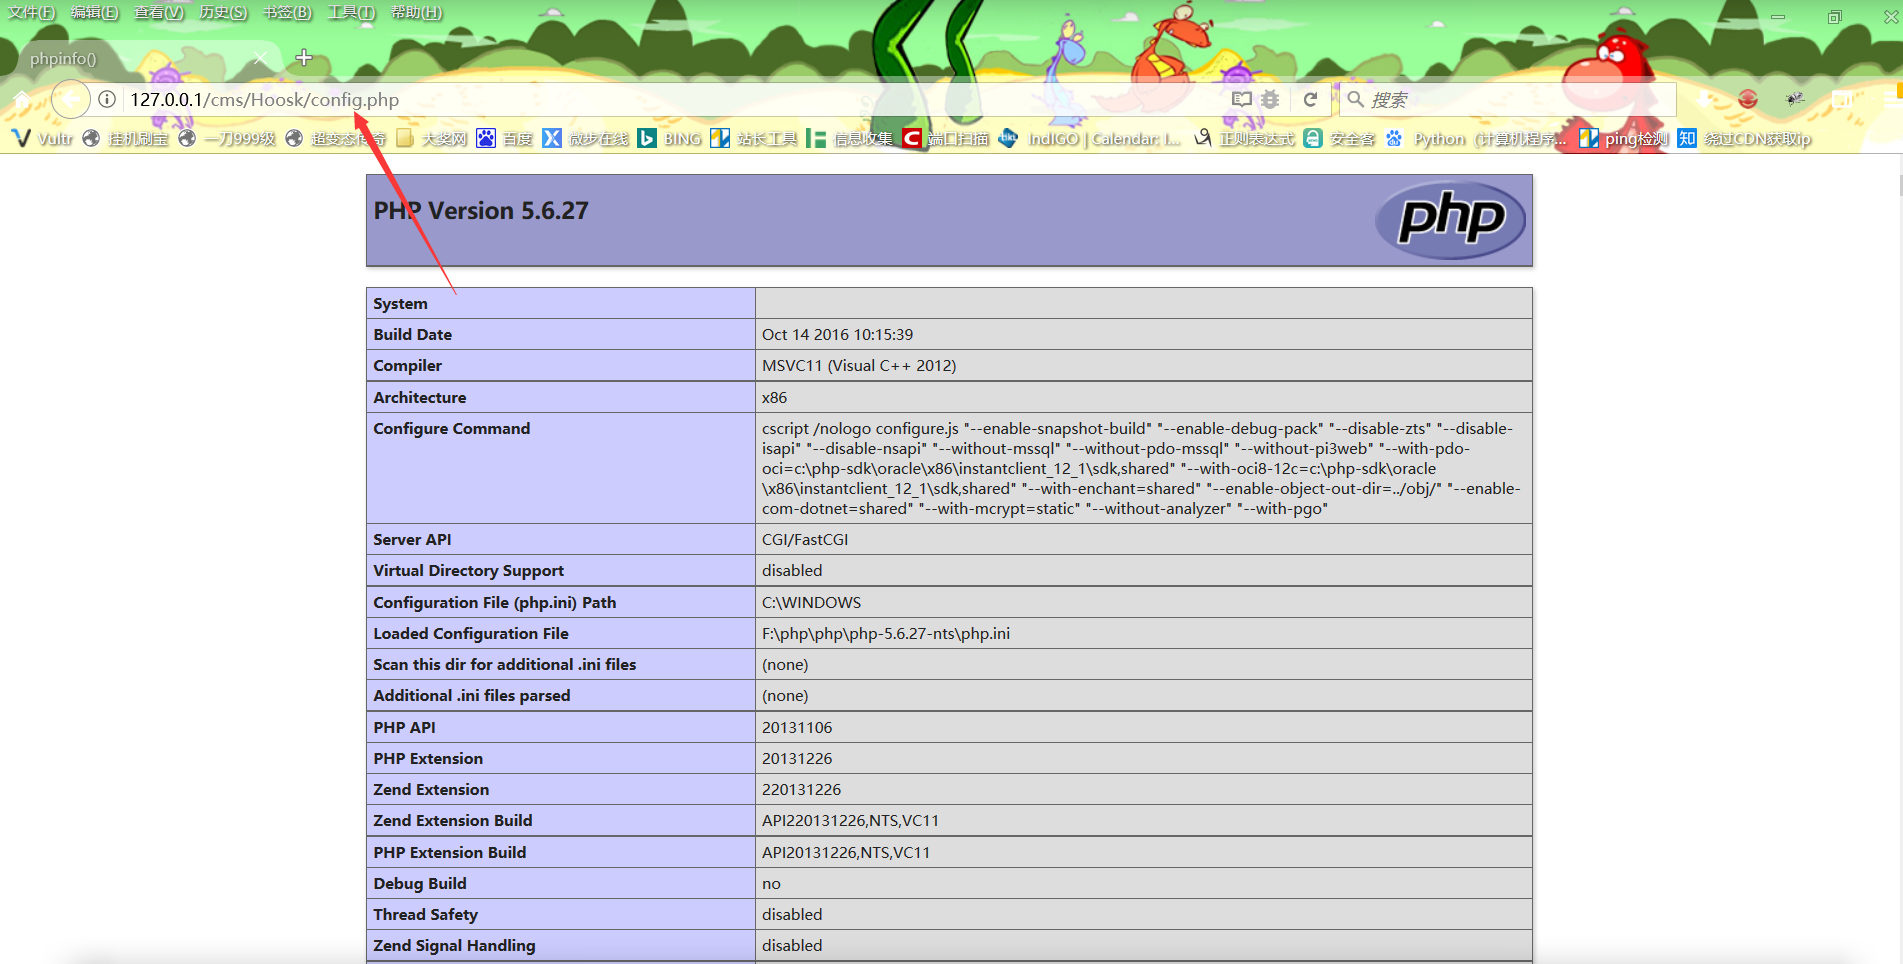 文件(F) 编辑(E) 查看(V) 历史(S) 书签(B) 工具(T) 帮助(H)
phpinfo()
127.0.0.1/cms/Hoosk/config.php
搜索
Vultr 挂机刷宝 一刀999级 超变态传奇 大奖网 百度 微步在线 BING 站长工具 信息收集 端口扫描 IndIGO | Calendar: I... 正则表达式 安全客 Python (计算机程序... ping检测 知 绕过CDN获取ip
PHP Version 5.6.27
php
System
Build Date Oct 14 2016 10:15:39
Compiler MSVC11 (Visual C++ 2012)
Architecture x86
Configure Command cscript /nologo configure.js "--enable-snapshot-build" "--enable-debug-pack" "--disable-zts" "--disable-
isapi" "--disable-nsapi" "--without-mssql" "--without-pdo-mssql" "--without-pi3web" "--with-pdo-
oci=c:\php-sdk\oracle\x86\instantclient_12_1\sdk,shared" "--with-oci8-12c=c:\php-sdk\oracle
\x86\instantclient_12_1\sdk,shared" "--with-enchant=shared" "--enable-object-out-dir=../obj/" "--enable-
com-dotnet=shared" "--with-mcrypt=static" "--without-analyzer" "--with-pgo"
Server API CGI/FastCGI
Virtual Directory Support disabled
Configuration File (php.ini) Path C:\WINDOWS
Loaded Configuration File F:\php\php\php-5.6.27-nts\php.ini
Scan this dir for additional .ini files (none)
Additional .ini files parsed (none)
PHP API 20131106
PHP Extension 20131226
Zend Extension 220131226
Zend Extension Build API220131226,NTS,VC11
PHP Extension Build API20131226,NTS,VC11
Debug Build no
Thread Safety disabled
Zend Signal Handling disabled